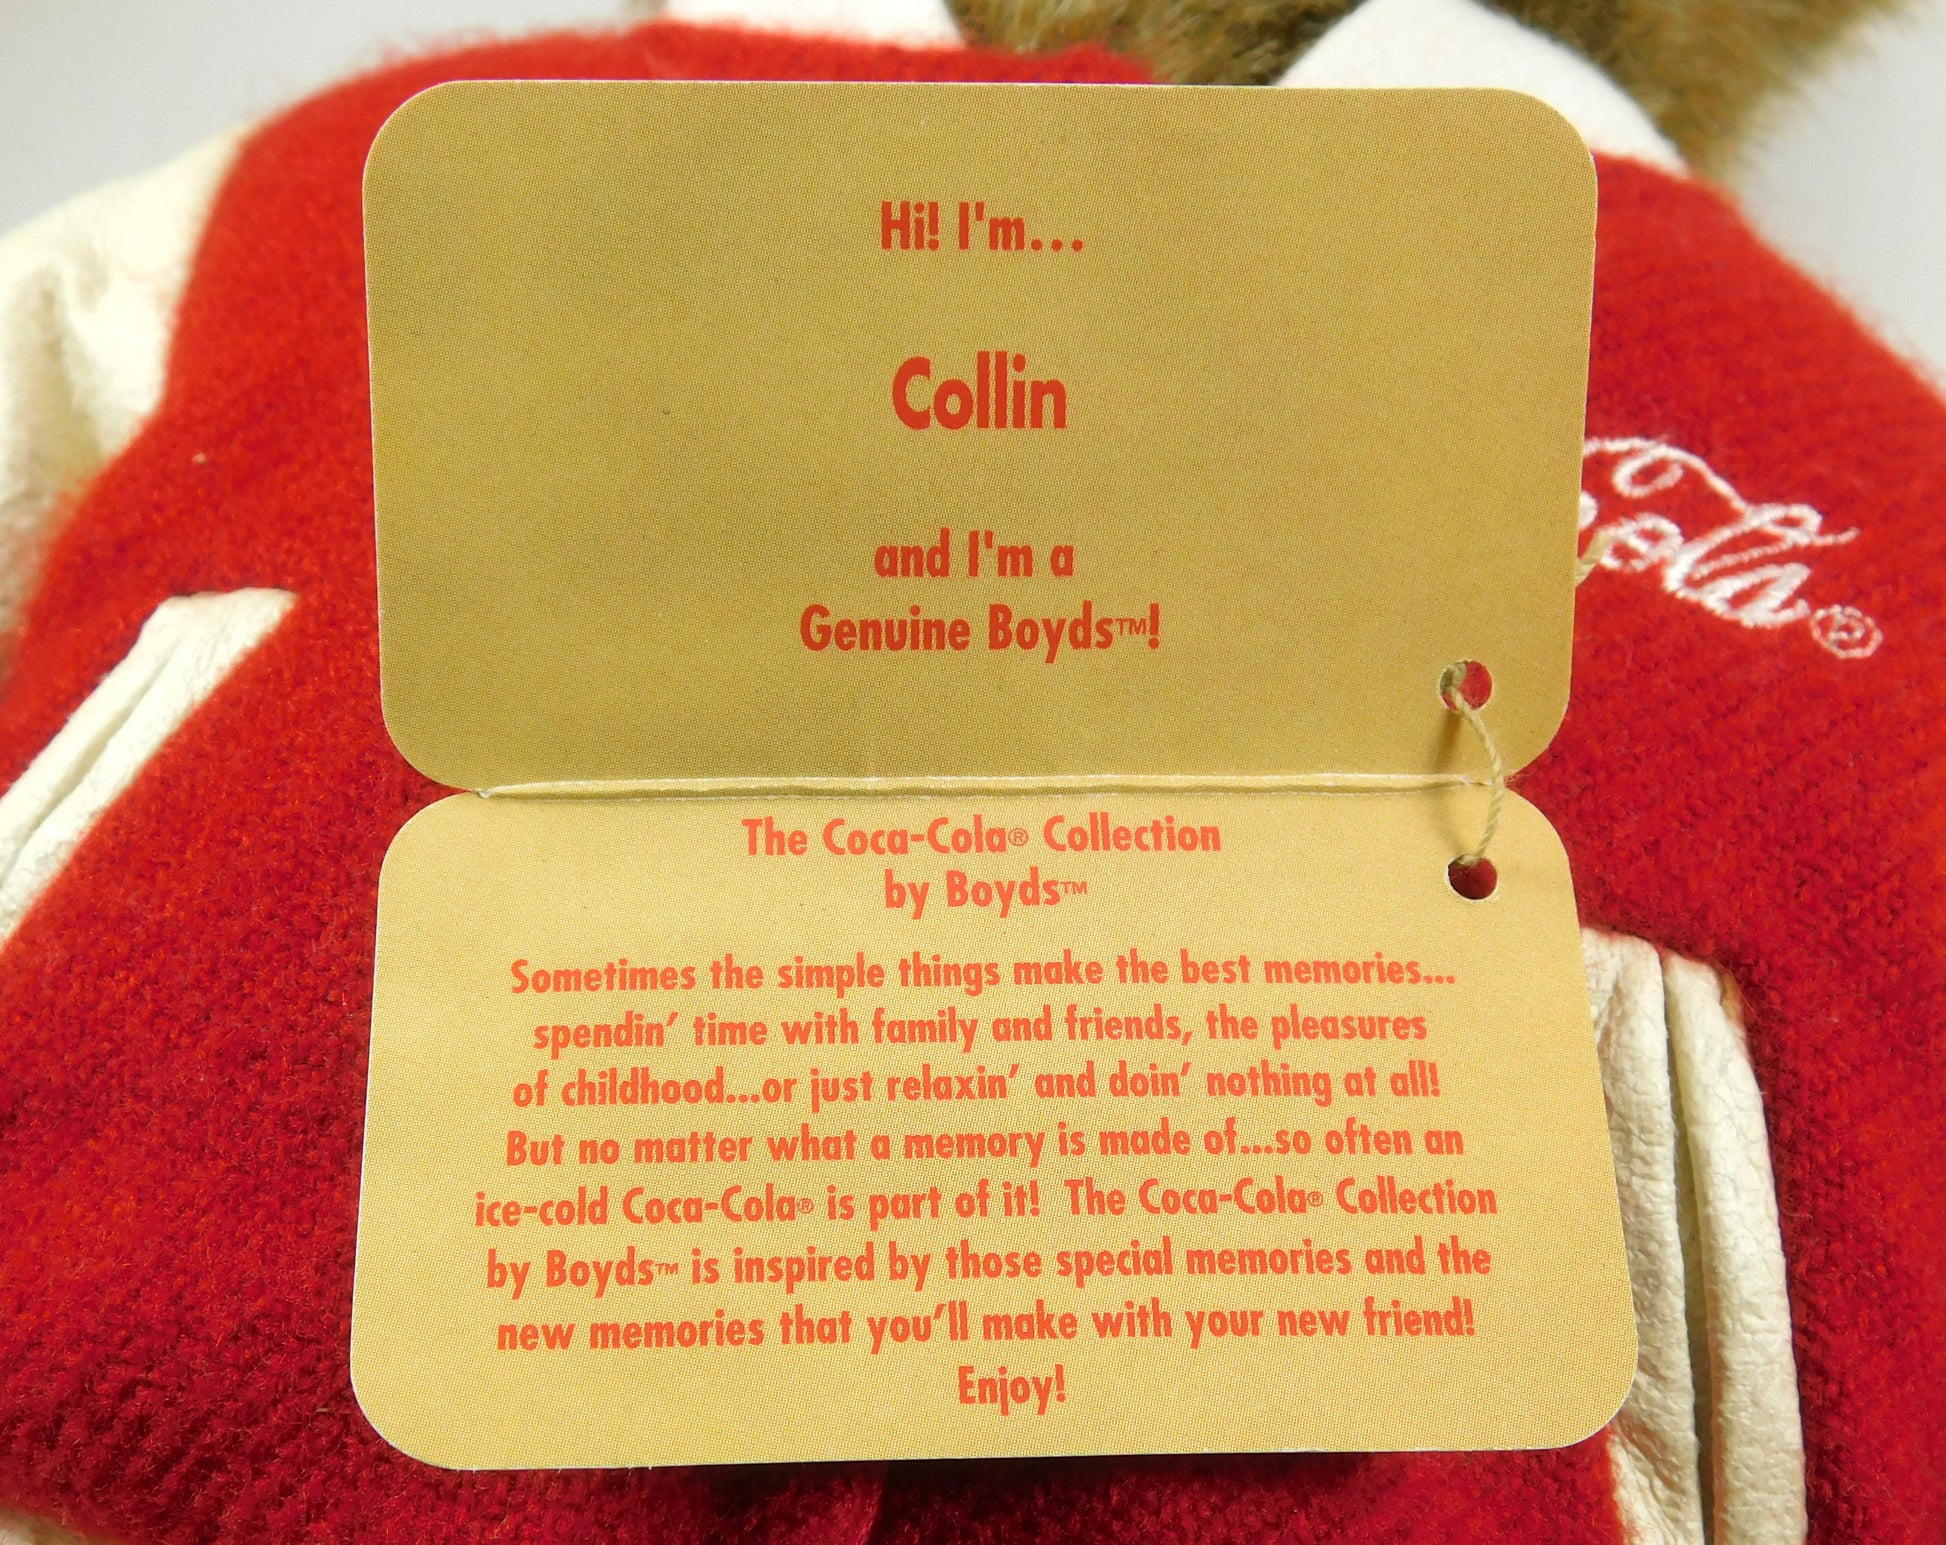 Hi! I'm...
Collin
and I'm a
Genuine Boyds™!
Cola®
The Coca-Cola® Collection
by Boyds™
Sometimes the simple things make the best memories...
spendin’ time with family and friends, the pleasures
of childhood...or just relaxin’ and doin’ nothing at all!
But no matter what a memory is made of...so often an
ice-cold Coca-Cola® is part of it! The Coca-Cola® Collection
by Boyds™ is inspired by those special memories and the
new memories that you’ll make with your new friend!
Enjoy!